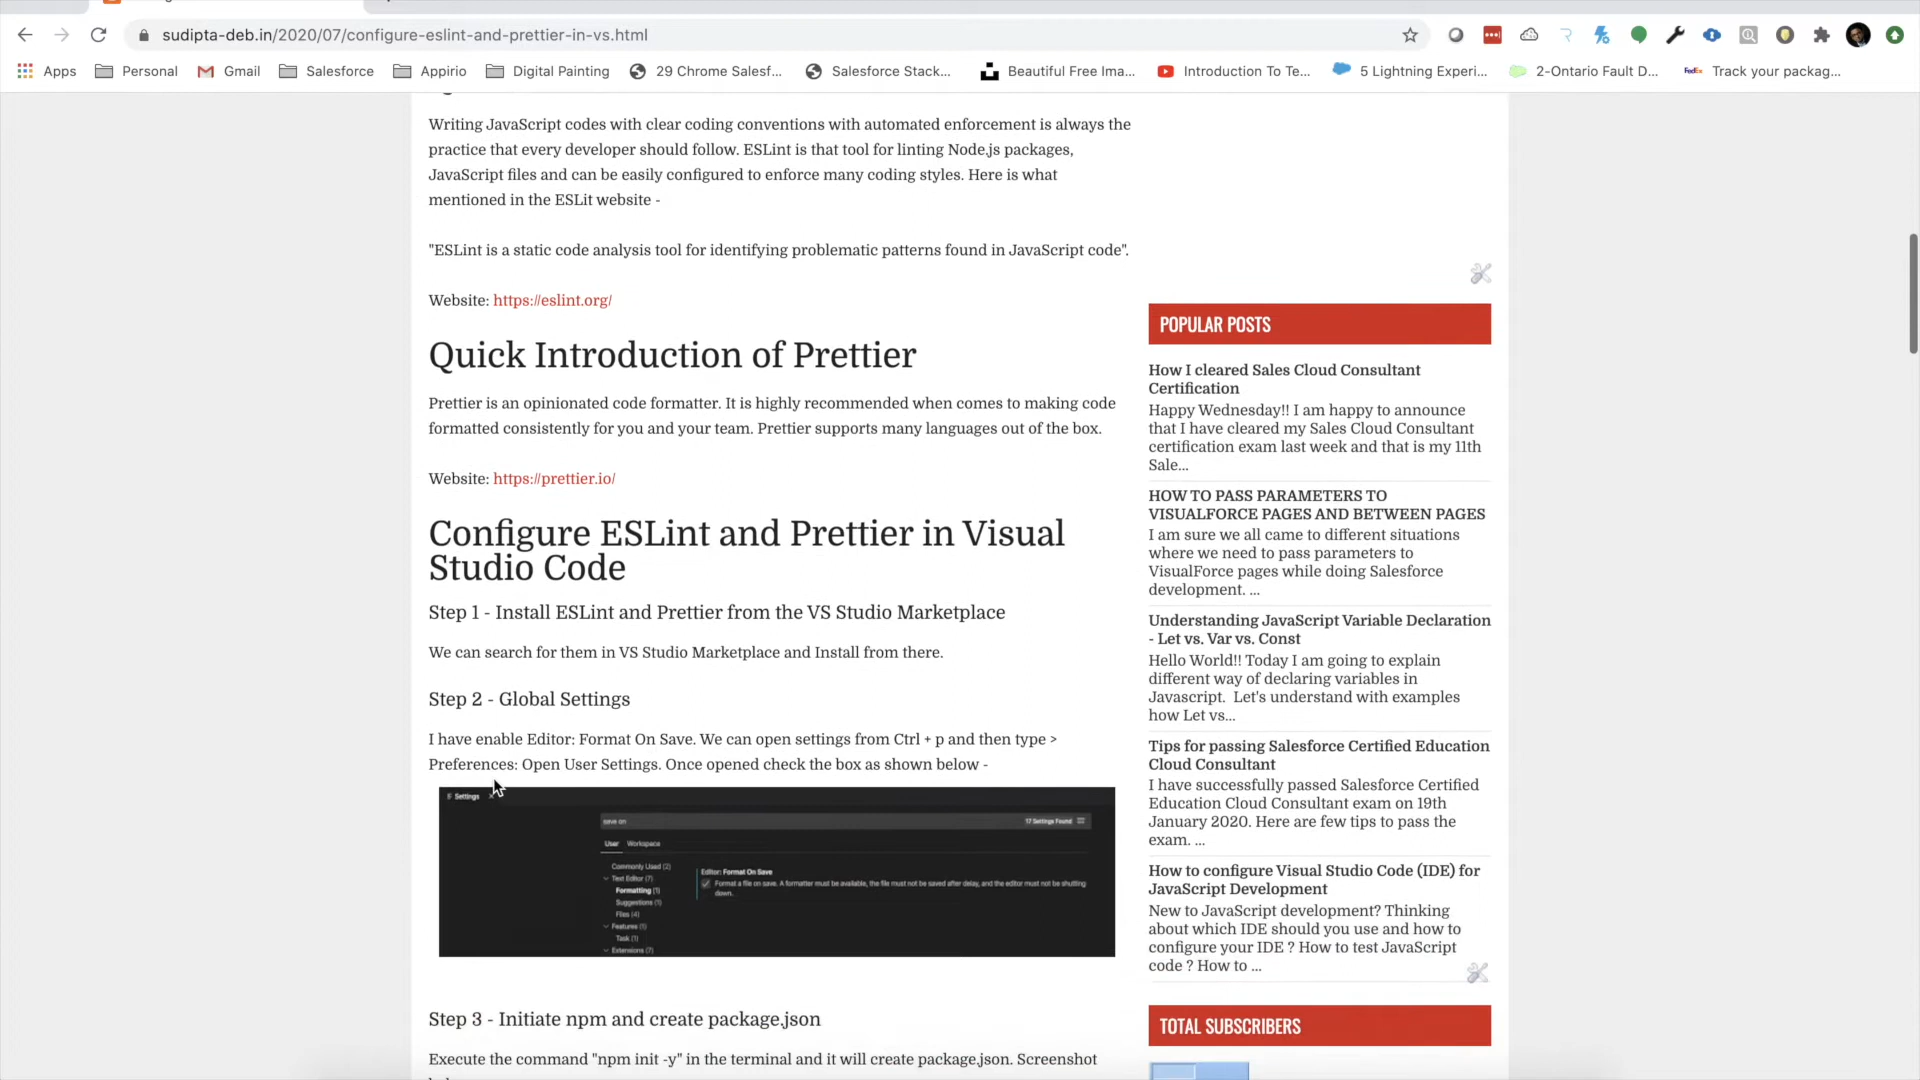 sudipta-deb.in/2020/07/configure-eslint-and-prettier-in-vs.html
Apps
Personal
Gmail
Salesforce
Appirio
Digital Painting
29 Chrome Salesf...
Salesforce Stack...
Beautiful Free Ima...
Introduction To Te...
5 Lightning Experi...
2-Ontario Fault D...
FedEx
Track your packag...
Writing JavaScript codes with clear coding conventions with automated enforcement is always the
practice that every developer should follow. ESLint is that tool for linting Node.js packages,
JavaScript files and can be easily configured to enforce many coding styles. Here is what
mentioned in the ESLit website -
"ESLint is a static code analysis tool for identifying problematic patterns found in JavaScript code".
Website: https://eslint.org/
Quick Introduction of Prettier
Prettier is an opinionated code formatter. It is highly recommended when comes to making code
formatted consistently for you and your team. Prettier supports many languages out of the box.
Website: https://prettier.io/
Configure ESLint and Prettier in Visual
Studio Code
Step 1 - Install ESLint and Prettier from the VS Studio Marketplace
We can search for them in VS Studio Marketplace and Install from there.
Step 2 - Global Settings
I have enable Editor: Format On Save. We can open settings from Ctrl + p and then type >
Preferences: Open User Settings. Once opened check the box as shown below -
Settings
save on
17 Settings Found
User
Workspace
Commonly Used (2)
Text Editor (7)
Formatting (1)
Suggestions (1)
Files (4)
Features (1)
Task (1)
Extensions (7)
Editor: Format On Save
Format a file on save. A formatter must be available, the file must not be saved after delay, and the editor must not be shutting
down.
Step 3 - Initiate npm and create package.json
Execute the command "npm init -y" in the terminal and it will create package.json. Screenshot
POPULAR POSTS
How I cleared Sales Cloud Consultant
Certification
Happy Wednesday!! I am happy to announce
that I have cleared my Sales Cloud Consultant
certification exam last week and that is my 11th
Sale...
HOW TO PASS PARAMETERS TO
VISUALFORCE PAGES AND BETWEEN PAGES
I am sure we all came to different situations
where we need to pass parameters to
VisualForce pages while doing Salesforce
development. ...
Understanding JavaScript Variable Declaration
- Let vs. Var vs. Const
Hello World!! Today I am going to explain
different way of declaring variables in
Javascript. Let's understand with examples
how Let vs...
Tips for passing Salesforce Certified Education
Cloud Consultant
I have successfully passed Salesforce Certified
Education Cloud Consultant exam on 19th
January 2020. Here are few tips to pass the
exam. ...
How to configure Visual Studio Code (IDE) for
JavaScript Development
New to JavaScript development? Thinking
about which IDE should you use and how to
configure your IDE ? How to test JavaScript
code ? How to ...
TOTAL SUBSCRIBERS